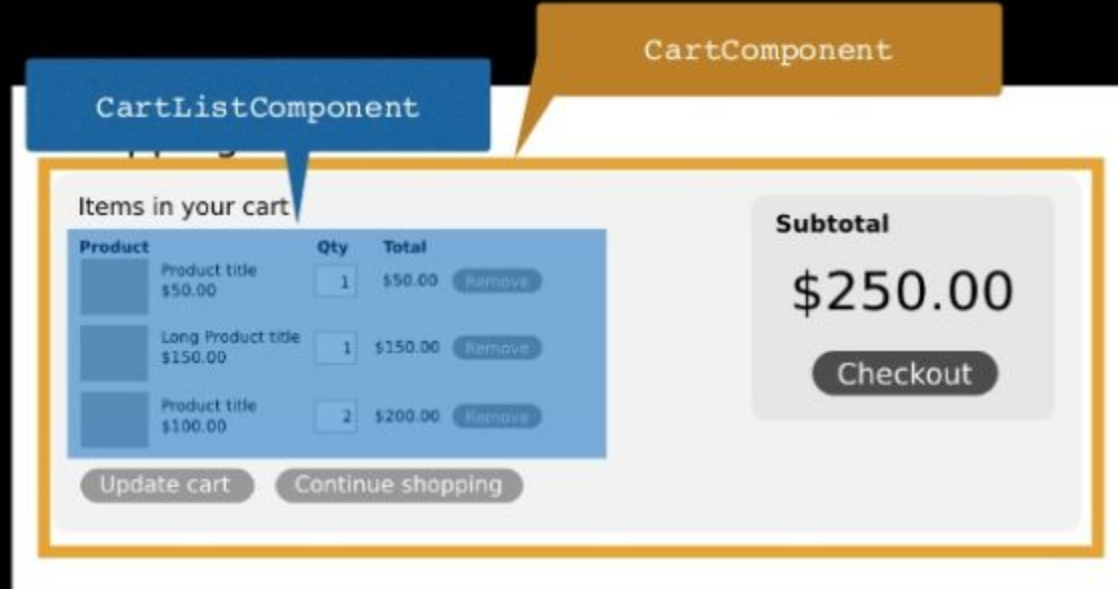 CartComponent
CartListComponent
Items in your cart
Product Qty Total
Product title
$50.00
1 $50.00 Remove
Long Product title
$150.00
1 $150.00 Remove
Product title
$100.00
2 $200.00 Remove
Update cart Continue shopping
Subtotal
$250.00
Checkout